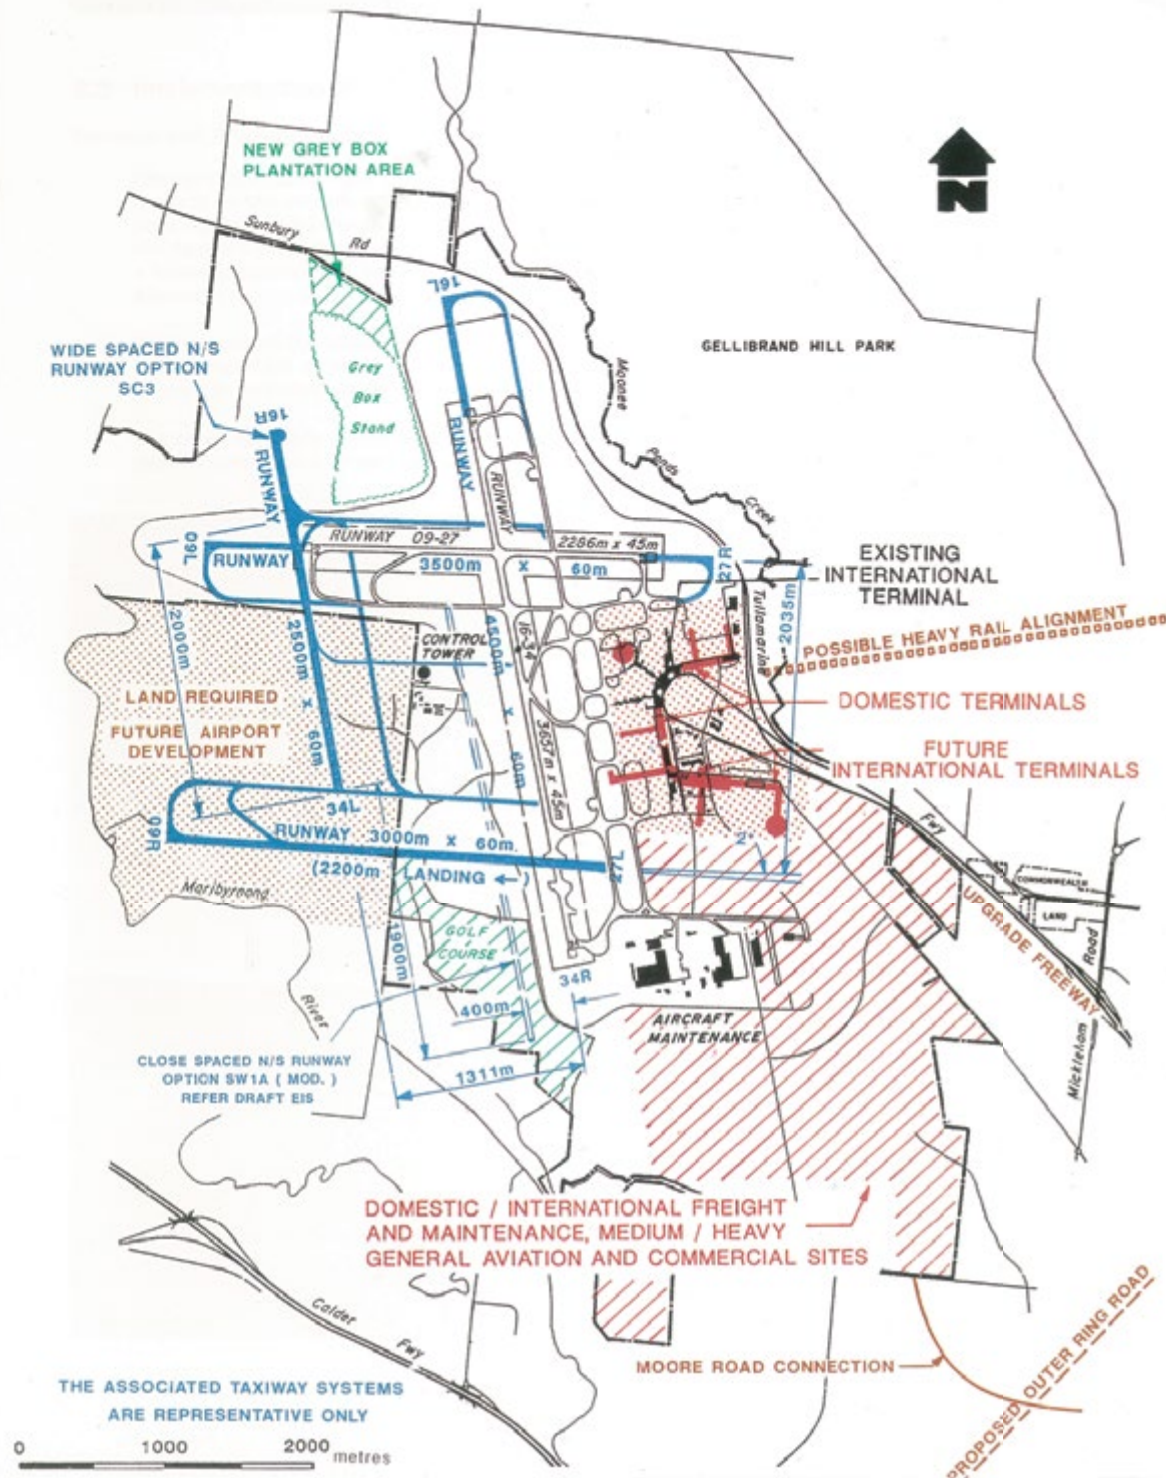 NEW GREY BOX
PLANTATION AREA
Sunbury
Rd
16L
WIDE SPACED N/S
RUNWAY OPTION
SC3
Grey
Box
Stand
GELLIBRAND HILL PARK
Moonee
Ponds
Creek
16R
RUNWAY
RUNWAY
RUNWAY
RUNWAY 09-27
2286m x 45m
09L
RUNWAY
3500m x 60m
27R
EXISTING
INTERNATIONAL
TERMINAL
2000m
2500m x 60m
CONTROL
TOWER
4500m x 60m
16-34
3657m x 45m
Tullamarine
2035m
POSSIBLE HEAVY RAIL ALIGNMENT
LAND REQUIRED
FUTURE AIRPORT
DEVELOPMENT
DOMESTIC TERMINALS
FUTURE
INTERNATIONAL TERMINALS
34L
09R
RUNWAY 3000m x 60m
(2200m LANDING ← )
27L
2°
Fwy
COMMONWEALTH
LAND
UPGRADE FREEWAY
Road
Mickleham
Maribyrnong
River
GOLF
COURSE
1900m
400m
34R
1311m
AIRCRAFT
MAINTENANCE
CLOSE SPACED N/S RUNWAY
OPTION SW1A ( MOD. )
REFER DRAFT EIS
DOMESTIC / INTERNATIONAL FREIGHT
AND MAINTENANCE, MEDIUM / HEAVY
GENERAL AVIATION AND COMMERCIAL SITES
Calder
Fwy
MOORE ROAD CONNECTION
PROPOSED OUTER RING ROAD
THE ASSOCIATED TAXIWAY SYSTEMS
ARE REPRESENTATIVE ONLY
0 1000 2000 metres
N